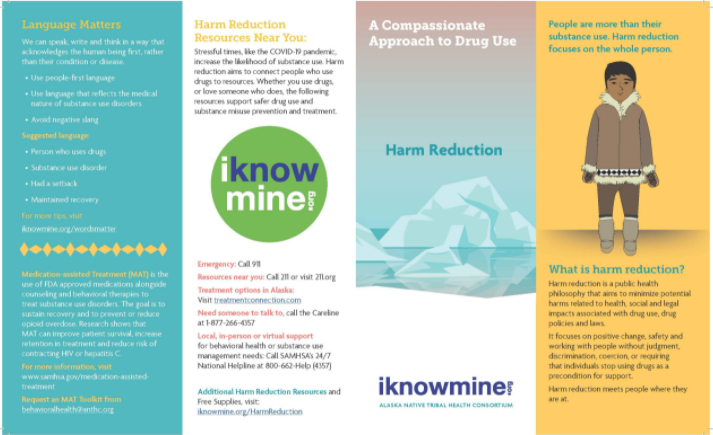 Language Matters
We can speak, write and think in a way that
acknowledges the human being first, rather
than their condition or disease.
• Use people-first language
• Use language that reflects the medical
nature of substance use disorders
• Avoid negative slang
Suggested language:
• Person who uses drugs
• Substance use disorder
• Had a setback
• Maintained recovery
For more tips, visit
iknowmine.org/wordsmatter
Medication-assisted Treatment (MAT) is the
use of FDA approved medications alongside
counseling and behavioral therapies to
treat substance use disorders. The goal is to
sustain recovery and to prevent or reduce
opioid overdose. Research shows that
MAT can improve patient survival, increase
retention in treatment and reduce risk of
contracting HIV or hepatitis C.
For more information, visit
www.samhsa.gov/medication-assisted-
treatment
Request an MAT Toolkit from
behavioralhealth@anthc.org
Harm Reduction
Resources Near You:
Stressful times, like the COVID-19 pandemic,
increase the likelihood of substance use. Harm
reduction aims to connect people who use
drugs to resources. Whether you use drugs,
or love someone who does, the following
resources support safer drug use and
substance misuse prevention and treatment.
iknow
mine.org
Emergency: Call 911
Resources near you: Call 211 or visit 211.org
Treatment options in Alaska:
Visit treatmentconnection.com
Need someone to talk to, call the Careline
at 1-877-266-4357
Local, in-person or virtual support
for behavioral health or substance use
management needs: Call SAMHSA's 24/7
National Helpline at 800-662-Help (4357)
Additional Harm Reduction Resources and
Free Supplies, visit:
iknowmine.org/HarmReduction
A Compassionate
Approach to Drug Use
Harm Reduction
iknowmine.org
ALASKA NATIVE TRIBAL HEALTH CONSORTIUM
People are more than their
substance use. Harm reduction
focuses on the whole person.
What is harm reduction?
Harm reduction is a public health
philosophy that aims to minimize potential
harms related to health, social and legal
impacts associated with drug use, drug
policies and laws.
It focuses on positive change, safety and
working with people without judgment,
discrimination, coercion, or requiring
that individuals stop using drugs as a
precondition for support.
Harm reduction meets people where they
are at.